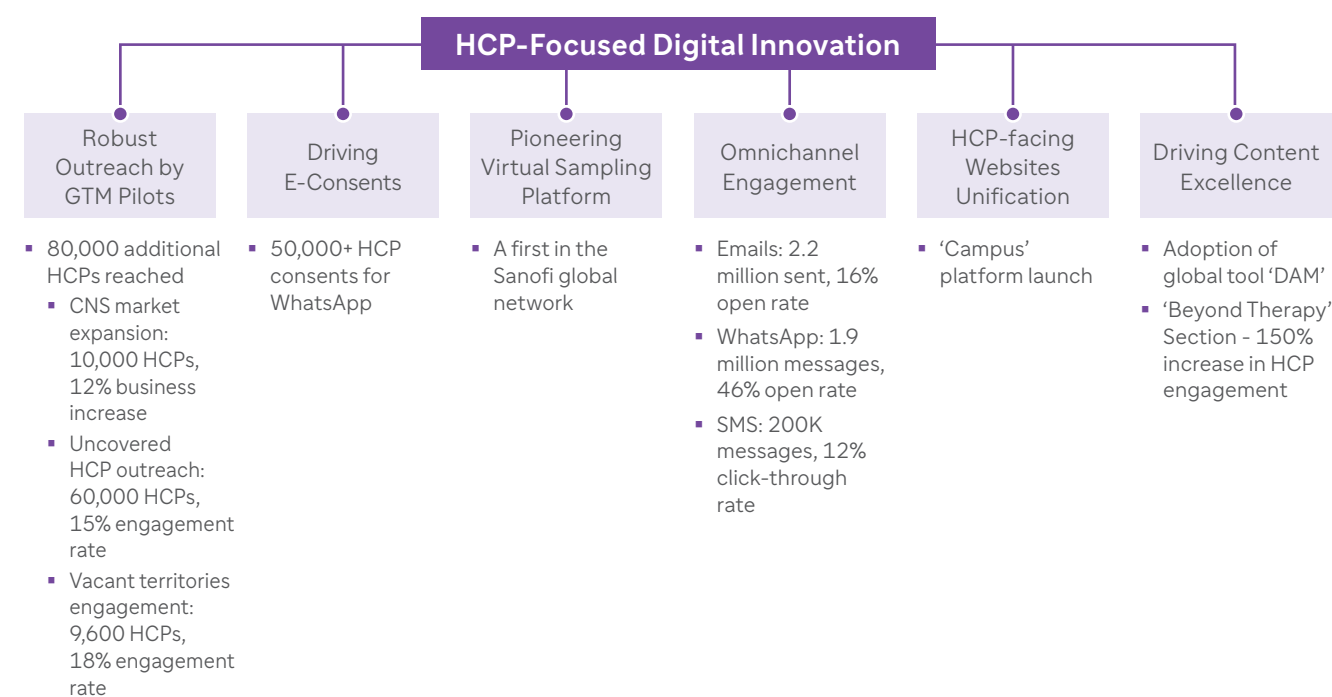 HCP-Focused Digital Innovation
Robust
Outreach by
GTM Pilots
▪ 80,000 additional
HCPs reached
▪ CNS market
expansion:
10,000 HCPs,
12% business
increase
▪ Uncovered
HCP outreach:
60,000 HCPs,
15% engagement
rate
▪ Vacant territories
engagement:
9,600 HCPs,
18% engagement
rate
Driving
E-Consents
▪ 50,000+ HCP
consents for
WhatsApp
Pioneering
Virtual Sampling
Platform
▪ A first in the
Sanofi global
network
Omnichannel
Engagement
▪ Emails: 2.2
million sent, 16%
open rate
▪ WhatsApp: 1.9
million messages,
46% open rate
▪ SMS: 200K
messages, 12%
click-through
rate
HCP-facing
Websites
Unification
▪ ‘Campus’
platform launch
Driving Content
Excellence
▪ Adoption of
global tool ‘DAM’
▪ ‘Beyond Therapy’
Section - 150%
increase in HCP
engagement